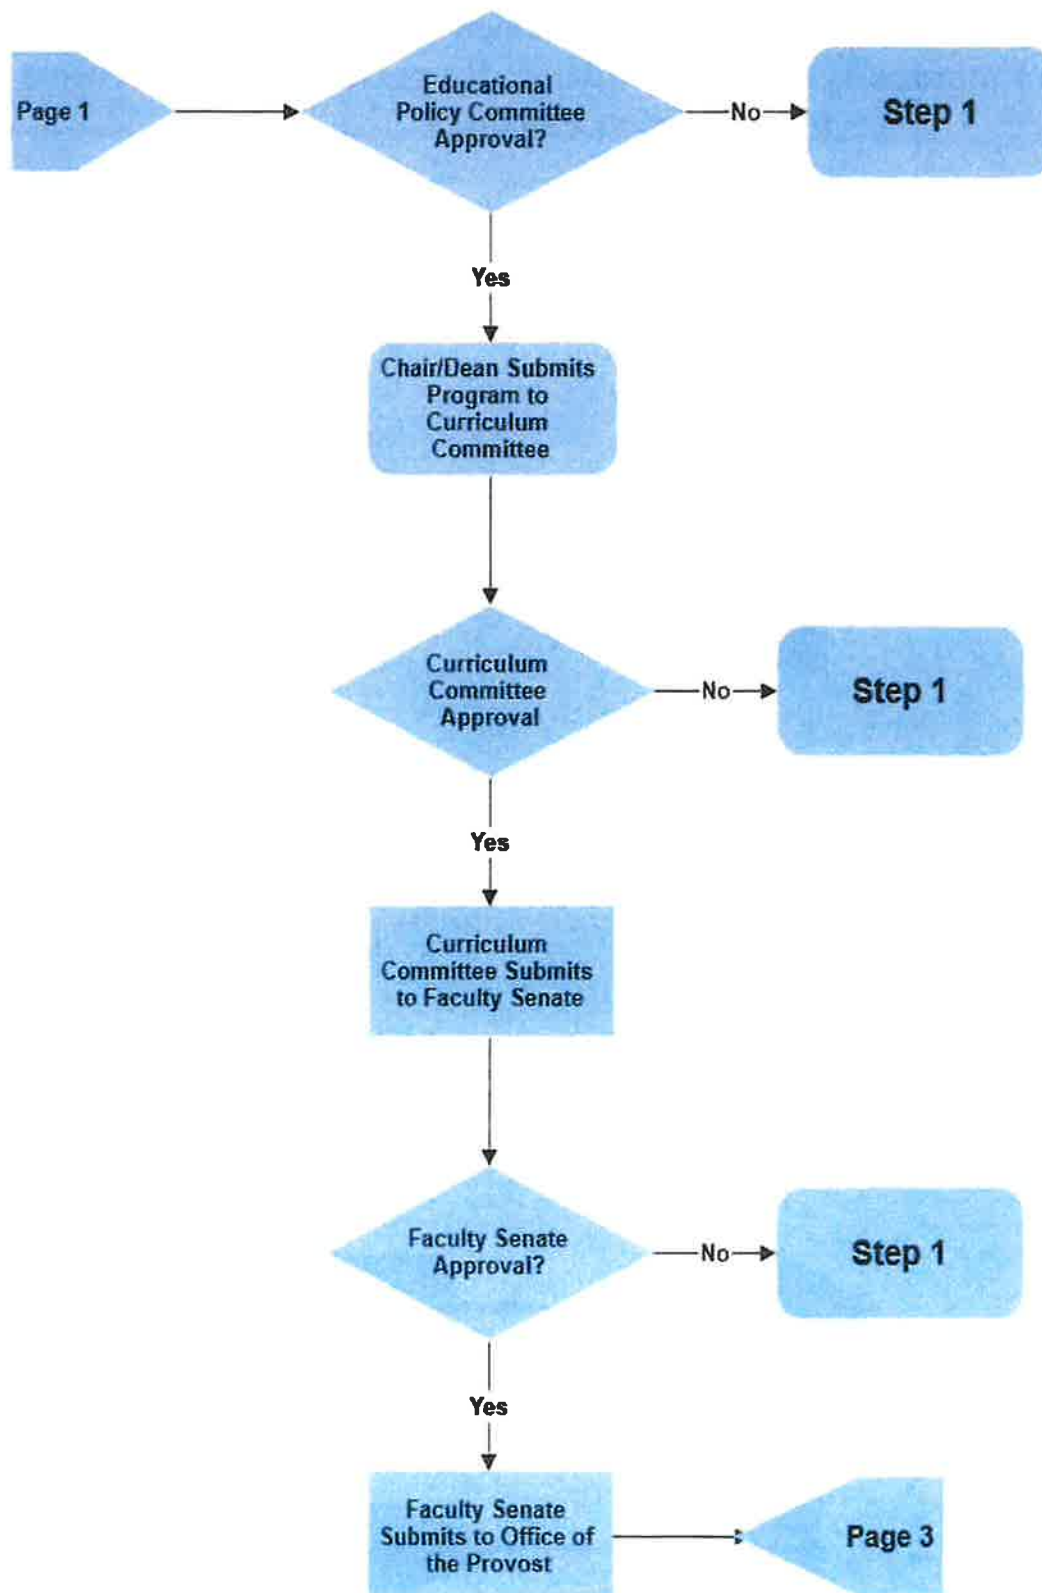 Page 1
Educational
Policy Committee
Approval?
No
Step 1
Yes
Chair/Dean Submits
Program to
Curriculum
Committee
Curriculum
Committee
Approval
No
Step 1
Yes
Curriculum
Committee Submits
to Faculty Senate
Faculty Senate
Approval?
No
Step 1
Yes
Faculty Senate
Submits to Office of
the Provost
Page 3